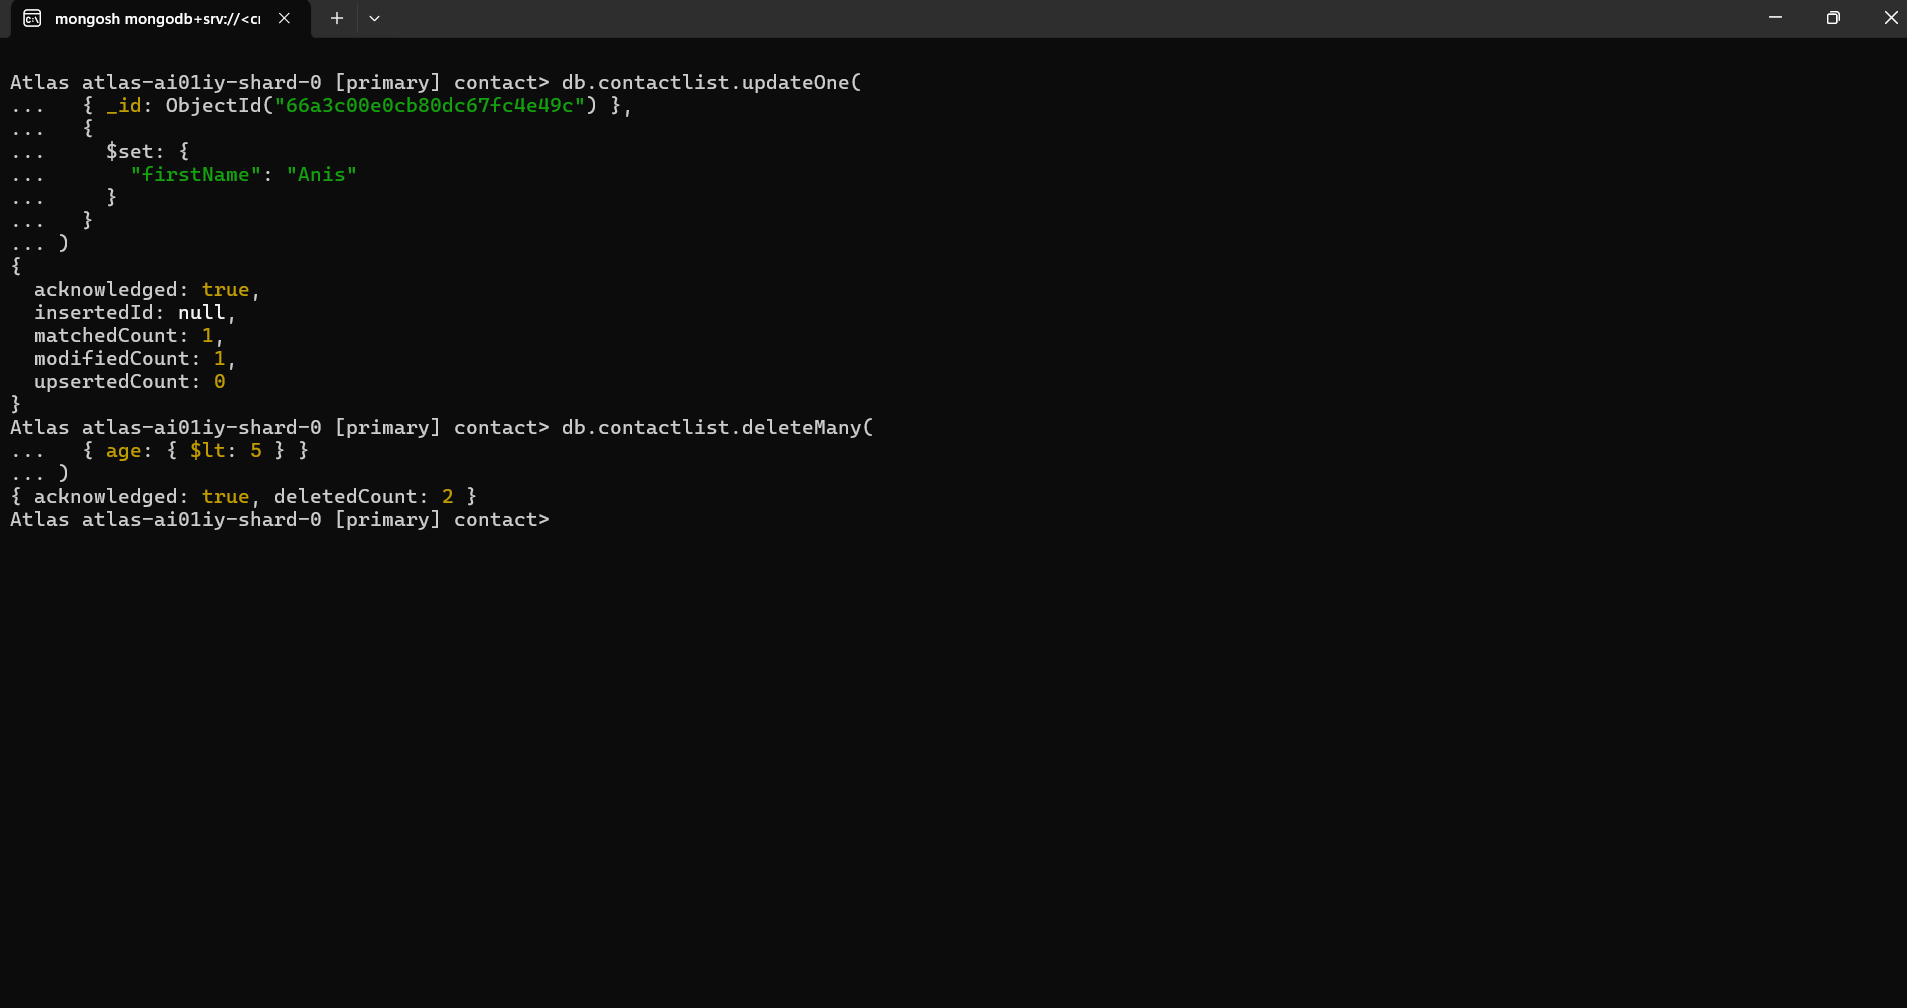 mongosh mongodb+srv://<cr
Atlas atlas-ai01iy-shard-0 [primary] contact> db.contactlist.updateOne(
...   { _id: ObjectId("66a3c00e0cb80dc67fc4e49c") },
...   {
...     $set: {
...       "firstName": "Anis"
...     }
...   }
... )
{
  acknowledged: true,
  insertedId: null,
  matchedCount: 1,
  modifiedCount: 1,
  upsertedCount: 0
}
Atlas atlas-ai01iy-shard-0 [primary] contact> db.contactlist.deleteMany(
...   { age: { $lt: 5 } }
... )
{ acknowledged: true, deletedCount: 2 }
Atlas atlas-ai01iy-shard-0 [primary] contact>